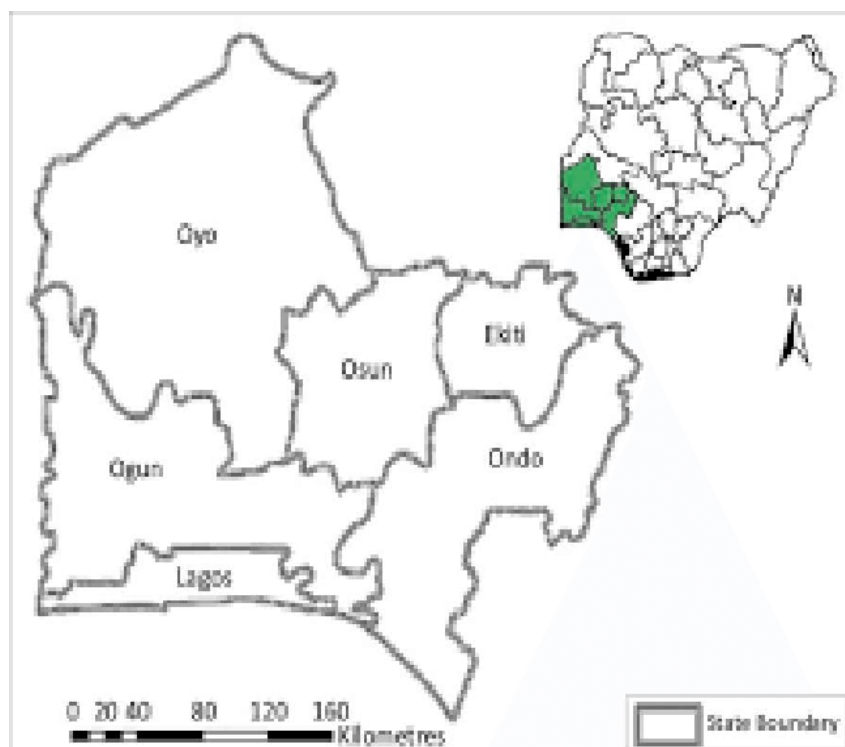 N
Oyo
Ekiti
Osun
Ondo
Ogun
Lagos
0 20 40 80 120 160
Kilometres
State Boundary